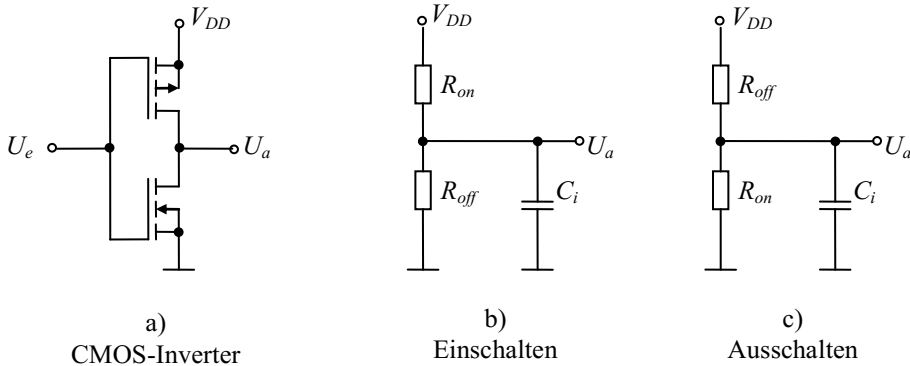 V_DD V_DD V_DD
R_on R_off
U_e U_a U_a U_a
R_off C_i R_on C_i
a) b) c)
CMOS-Inverter Einschalten Ausschalten